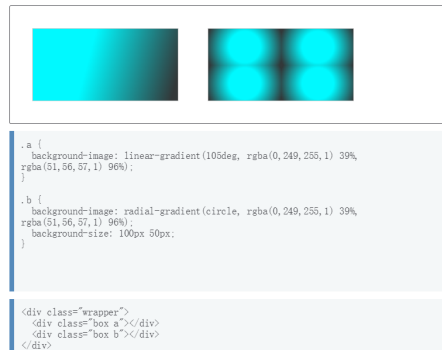 .a {
  background-image: linear-gradient(105deg, rgba(0,249,255,1) 39%,
rgba(51,56,57,1) 96%);
}
.b {
  background-image: radial-gradient(circle, rgba(0,249,255,1) 39%,
rgba(51,56,57,1) 96%);
  background-size: 100px 50px;
}
<div class="wrapper">
  <div class="box a"></div>
  <div class="box b"></div>
</div>